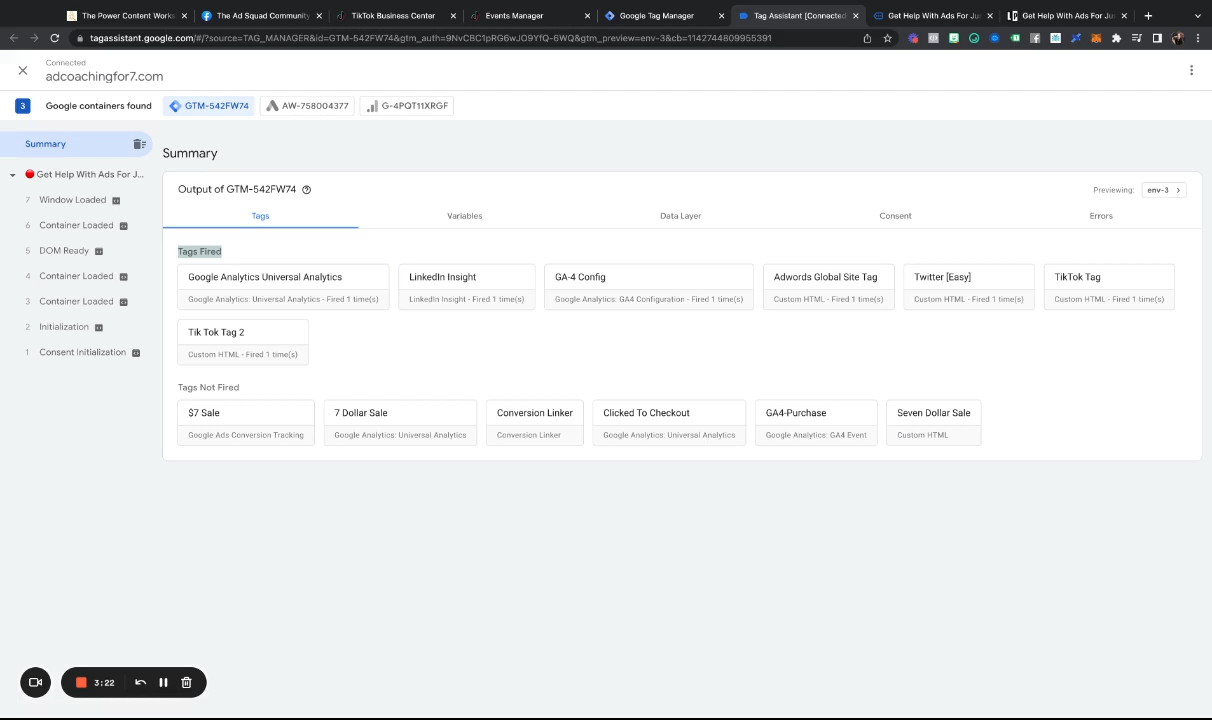 The Power Content Works
The Ad Squad Community
TikTok Business Center
Events Manager
Google Tag Manager
Tag Assistant [Connected
Get Help With Ads For Jus
Get Help With Ads For Jus
tagassistant.google.com/#/?source=TAG_MANAGER&id=GTM-542FW74&gtm_auth=9NvCBC1pRG6wJO9YfQ-6WQ&gtm_preview=env-3&cb=1142744809955391
Connected
adcoachingfor7.com
3 Google containers found GTM-542FW74 AW-758004377 G-4PQT11XRGF
Summary
Get Help With Ads For J...
7 Window Loaded
6 Container Loaded
5 DOM Ready
4 Container Loaded
3 Container Loaded
2 Initialization
1 Consent Initialization
Summary
Output of GTM-542FW74
Previewing: env-3
Tags Variables Data Layer Consent Errors
Tags Fired
Google Analytics Universal Analytics
Google Analytics: Universal Analytics - Fired 1 time(s)
LinkedIn Insight
LinkedIn Insight - Fired 1 time(s)
GA-4 Config
Google Analytics: GA4 Configuration - Fired 1 time(s)
Adwords Global Site Tag
Custom HTML - Fired 1 time(s)
Twitter [Easy]
Custom HTML - Fired 1 time(s)
TikTok Tag
Custom HTML - Fired 1 time(s)
Tik Tok Tag 2
Custom HTML - Fired 1 time(s)
Tags Not Fired
$7 Sale
Google Ads Conversion Tracking
7 Dollar Sale
Google Analytics: Universal Analytics
Conversion Linker
Conversion Linker
Clicked To Checkout
Google Analytics: Universal Analytics
GA4-Purchase
Google Analytics: GA4 Event
Seven Dollar Sale
Custom HTML
3:22